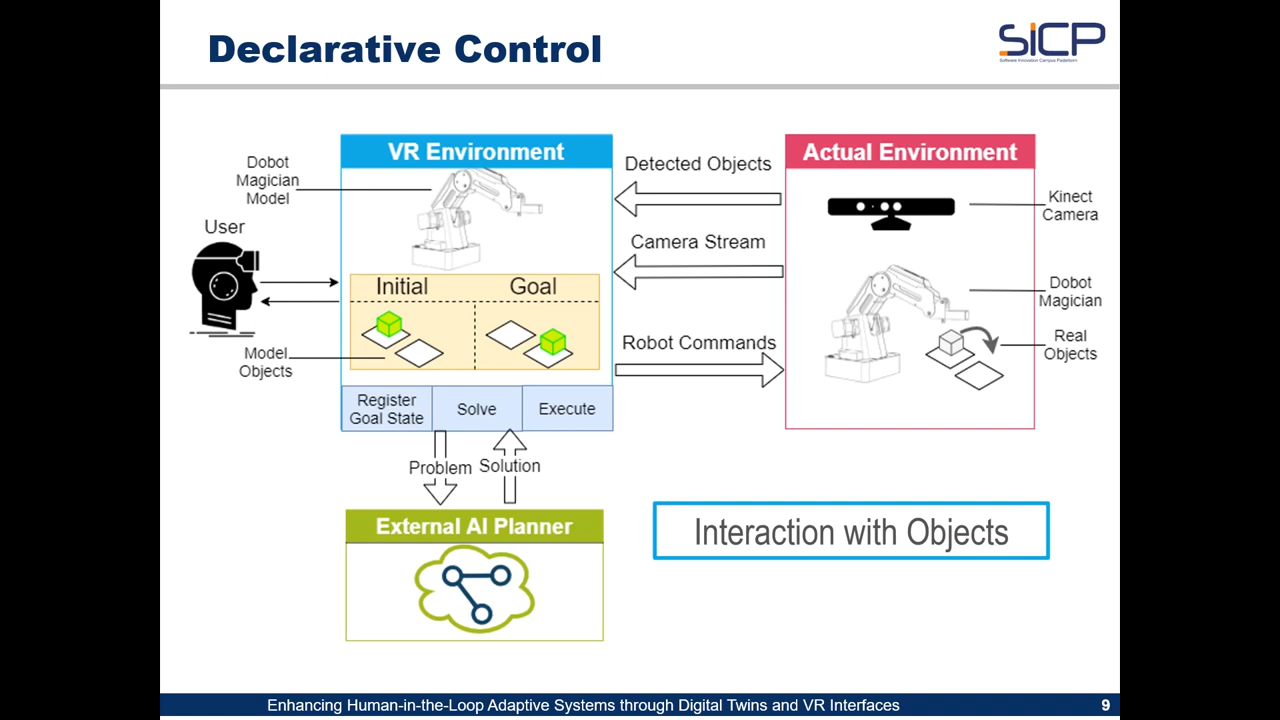 Declarative Control
SICP
Software Innovation Campus Paderborn
VR Environment
Actual Environment
Dobot
Magician
Model
User
Initial
Goal
Model
Objects
Register
Goal State
Solve
Execute
Detected Objects
Camera Stream
Robot Commands
Kinect
Camera
Dobot
Magician
Real
Objects
Problem
Solution
External AI Planner
Interaction with Objects
Enhancing Human-in-the-Loop Adaptive Systems through Digital Twins and VR Interfaces
9